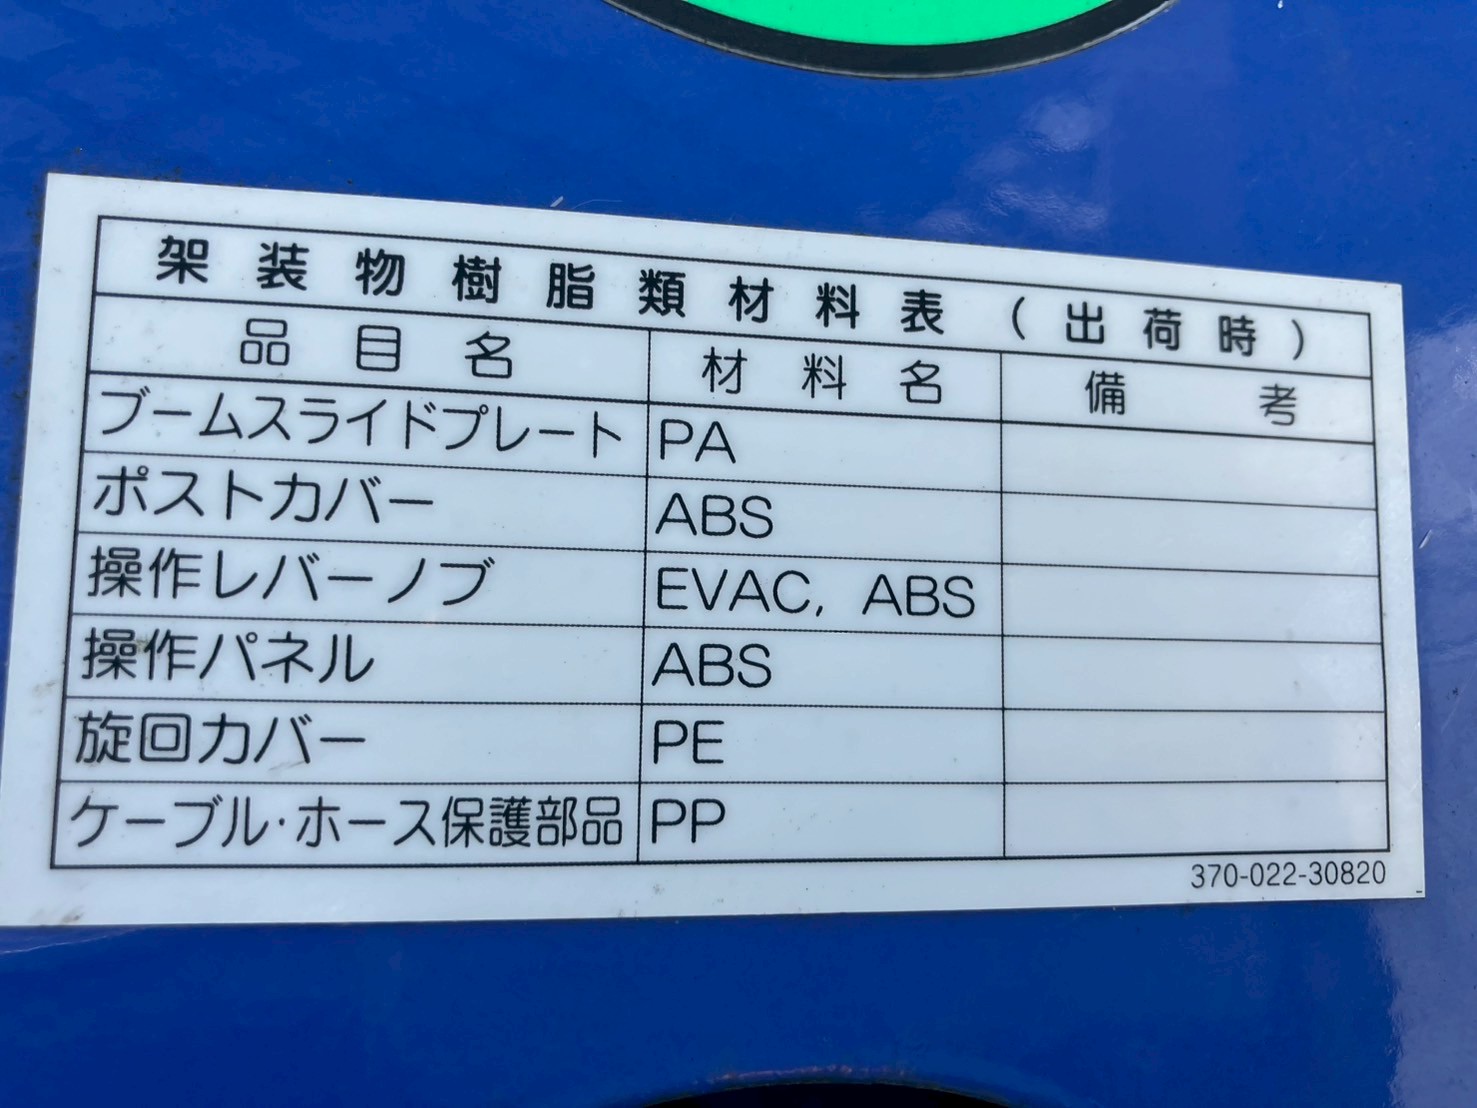 架装物樹脂類材料表(出荷時)
品目名 材料名 備考
ブームスライドプレート PA
ポストカバー ABS
操作レバーノブ EVAC, ABS
操作パネル ABS
旋回カバー PE
ケーブル・ホース保護部品 PP
370-022-30820